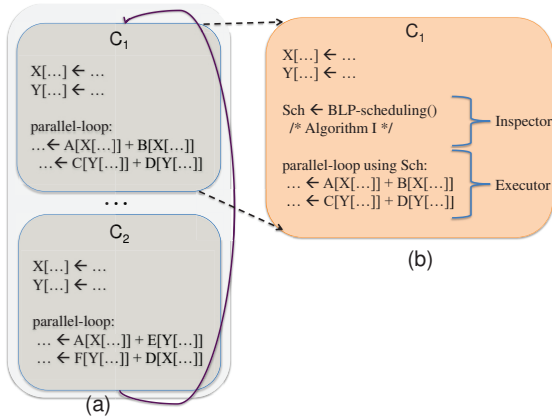 C1
X[…] ← …
Y[…] ← …
parallel-loop:
… ← A[X[…]] + B[X[…]]
… ← C[Y[…]] + D[Y[…]]
…
C2
X[…] ← …
Y[…] ← …
parallel-loop:
… ← A[X[…]] + E[Y[…]]
… ← F[Y[…]] + D[X[…]]
(a)
C1
X[…] ← …
Y[…] ← …
Sch ← BLP-scheduling()
/* Algorithm I */
Inspector
parallel-loop using Sch:
… ← A[X[…]] + B[X[…]]
… ← C[Y[…]] + D[Y[…]]
Executor
(b)